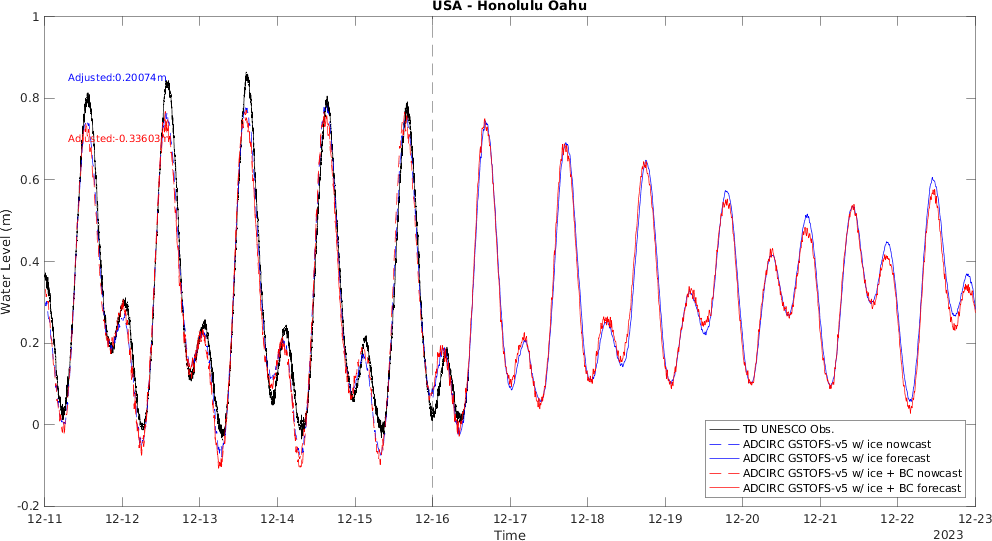 USA - Honolulu Oahu
1
0.8
0.6
0.4
0.2
0
-0.2
Water Level (m)
Adjusted:0.20074m
Adjusted:-0.33603m
TD UNESCO Obs.
ADCIRC GSTOFS-v5 w/ ice nowcast
ADCIRC GSTOFS-v5 w/ ice forecast
ADCIRC GSTOFS-v5 w/ ice + BC nowcast
ADCIRC GSTOFS-v5 w/ ice + BC forecast
12-11 12-12 12-13 12-14 12-15 12-16 12-17 12-18 12-19 12-20 12-21 12-22 12-23
Time
2023